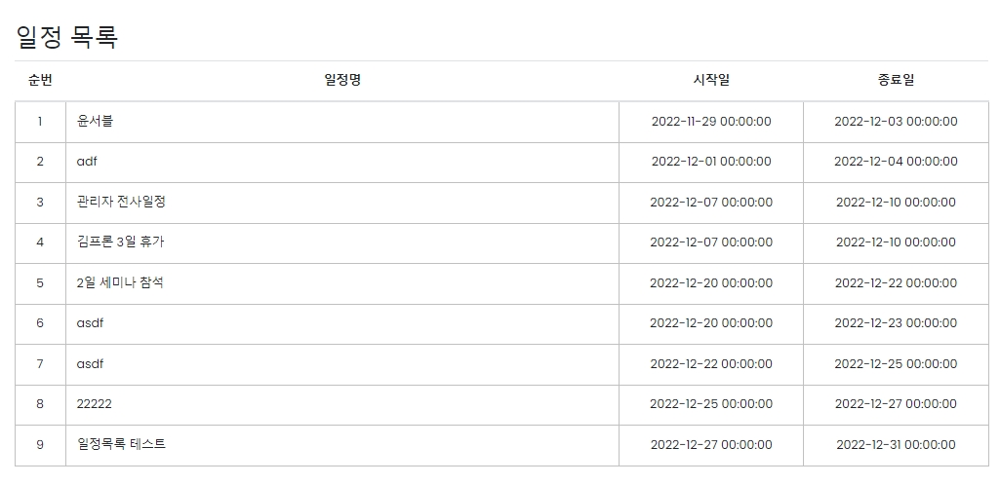 일정 목록
순번 일정명 시작일 종료일
1 윤서블 2022-11-29 00:00:00 2022-12-03 00:00:00
2 adf 2022-12-01 00:00:00 2022-12-04 00:00:00
3 관리자 전사일정 2022-12-07 00:00:00 2022-12-10 00:00:00
4 김프론 3일 휴가 2022-12-07 00:00:00 2022-12-10 00:00:00
5 2일 세미나 참석 2022-12-20 00:00:00 2022-12-22 00:00:00
6 asdf 2022-12-20 00:00:00 2022-12-23 00:00:00
7 asdf 2022-12-22 00:00:00 2022-12-25 00:00:00
8 22222 2022-12-25 00:00:00 2022-12-27 00:00:00
9 일정목록 테스트 2022-12-27 00:00:00 2022-12-31 00:00:00